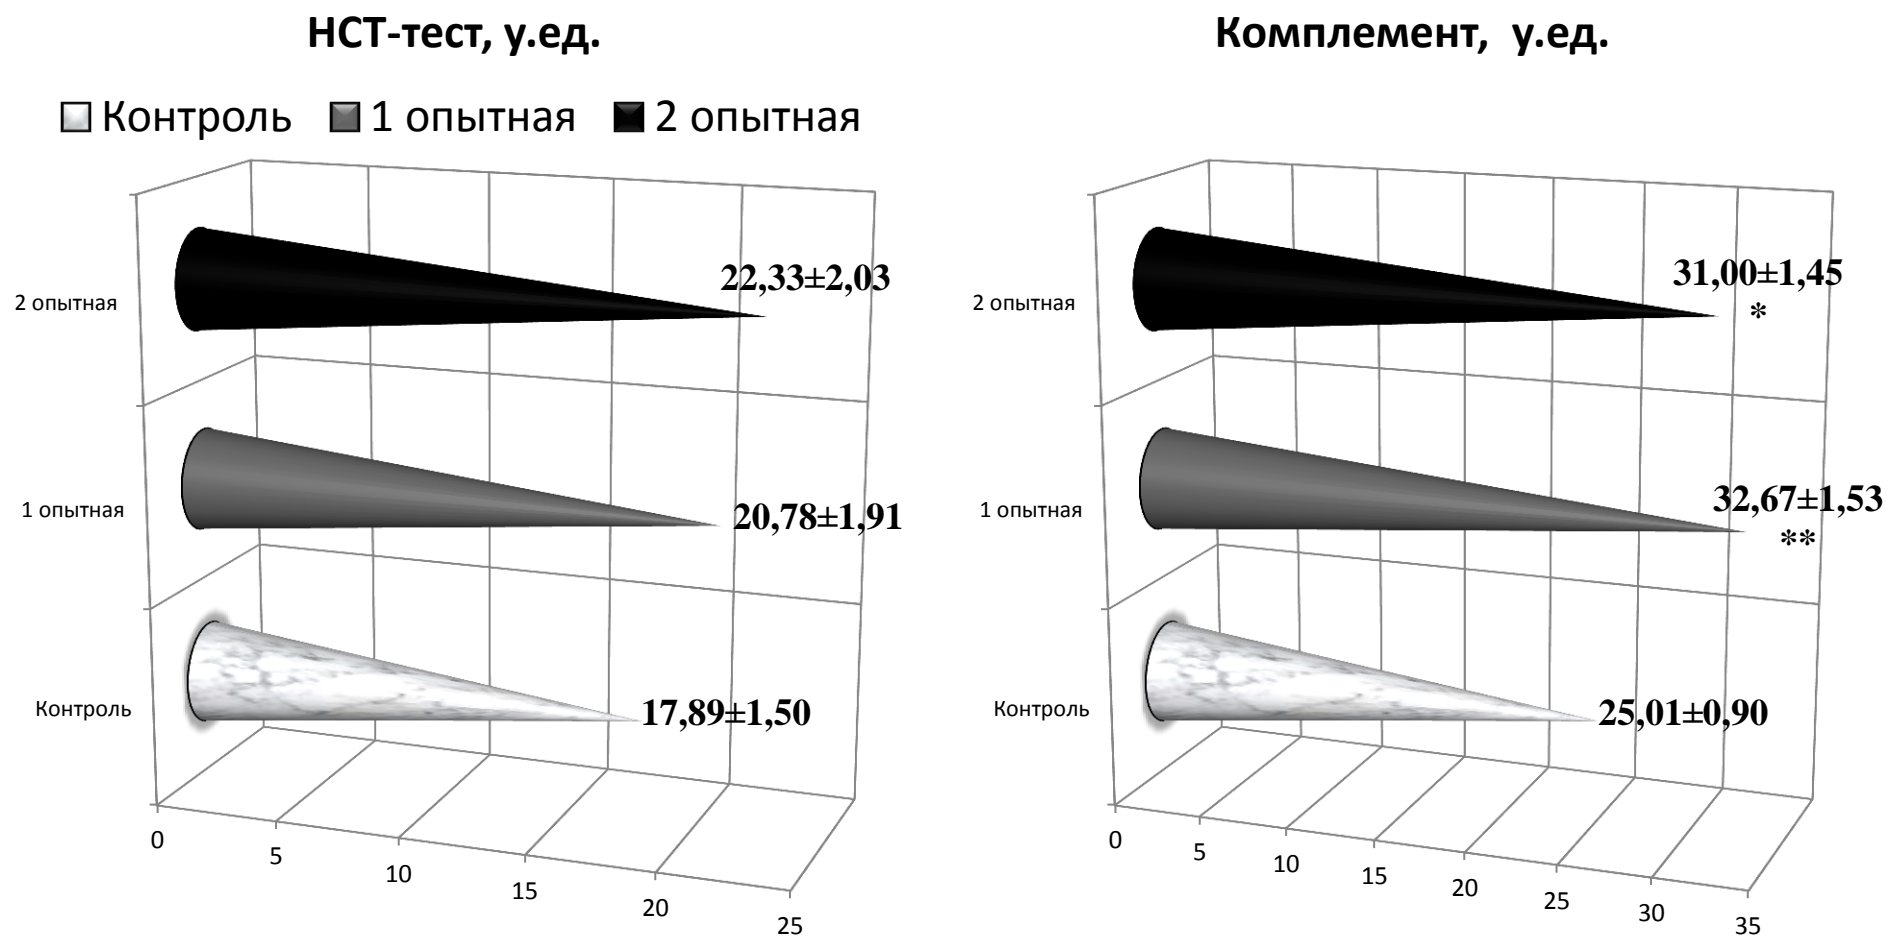 НСТ-тест, у.ед.
Контроль 1 опытная 2 опытная
2 опытная
22,33±2,03
1 опытная
20,78±1,91
Контроль
17,89±1,50
0
5
10
15
20
25
Комплемент, у.ед.
2 опытная
31,00±1,45
*
1 опытная
32,67±1,53
**
Контроль
25,01±0,90
0
5
10
15
20
25
30
35